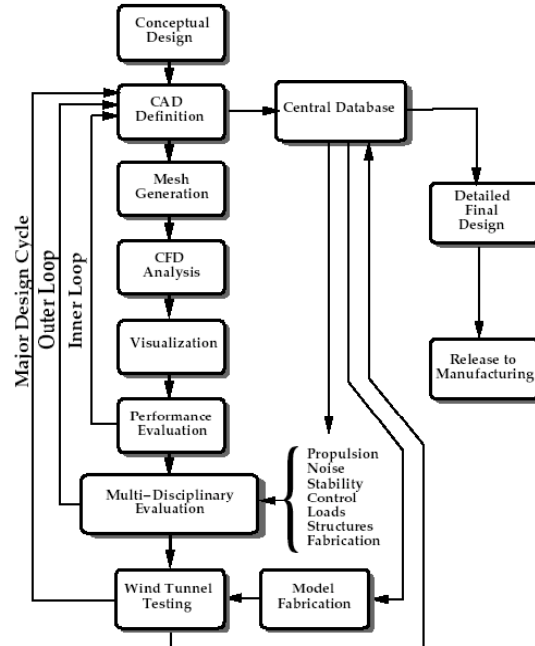 Conceptual
Design
CAD
Definition
Central Database
Mesh
Generation
Detailed
Final
Design
CFD
Analysis
Visualization
Release to
Manufacturing
Performance
Evaluation
Multi–Disciplinary
Evaluation
Propulsion
Noise
Stability
Control
Loads
Structures
Fabrication
Wind Tunnel
Testing
Model
Fabrication
Major Design Cycle
Outer Loop
Inner Loop